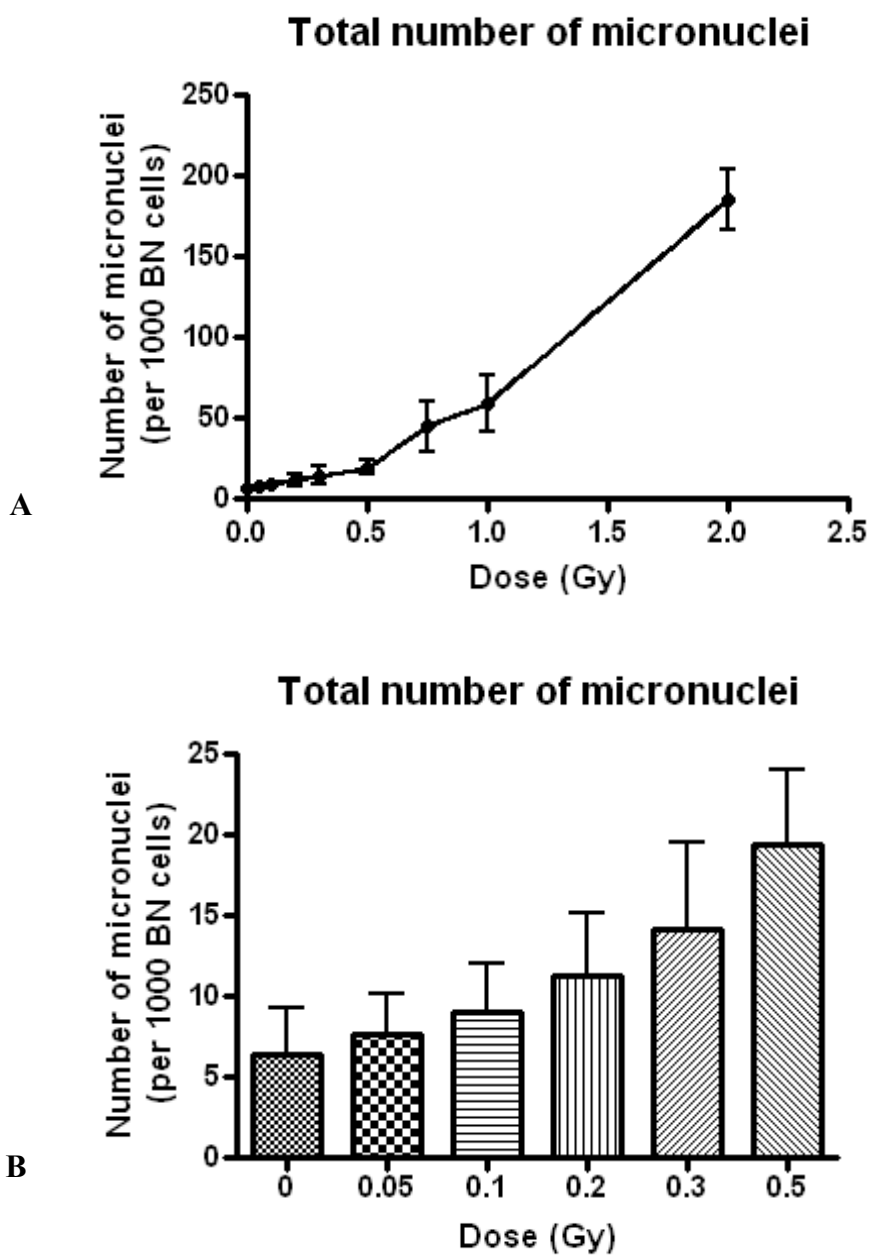 Total number of micronuclei
Number of micronuclei
(per 1000 BN cells)
250
200
150
100
50
0
A
0.0 0.5 1.0 1.5 2.0 2.5
Dose (Gy)
Total number of micronuclei
Number of micronuclei
(per 1000 BN cells)
25
20
15
10
5
0
B
0 0.05 0.1 0.2 0.3 0.5
Dose (Gy)